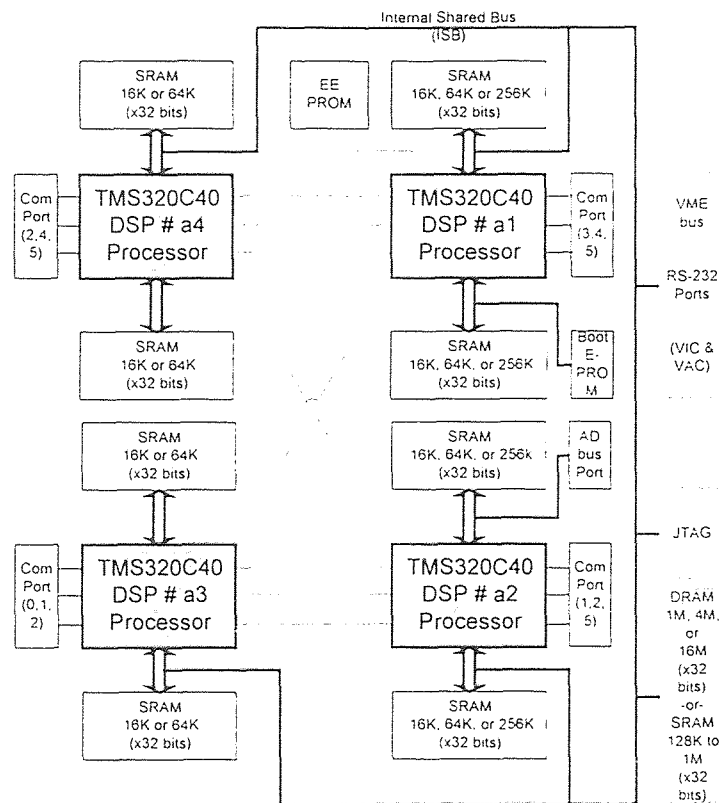 Internal Shared Bus
(ISB)
SRAM
16K or 64K
(x32 bits)
EE
PROM
SRAM
16K, 64K or 256K
(x32 bits)
Com
Port
(2,4,
5)
TMS320C40
DSP # a4
Processor
TMS320C40
DSP # a1
Processor
Com
Port
(3,4,
5)
VME
bus
RS-232
Ports
(VIC &
VAC)
SRAM
16K or 64K
(x32 bits)
SRAM
16K, 64K, or 256K
(x32 bits)
Boot
E-
PRO
M
SRAM
16K or 64K
(x32 bits)
SRAM
16K, 64K, or 256k
(x32 bits)
AD
bus
Port
JTAG
Com
Port
(0,1,
2)
TMS320C40
DSP # a3
Processor
TMS320C40
DSP # a2
Processor
Com
Port
(1,2,
5)
DRAM
1M, 4M,
or
16M
(x32
bits)
-or-
SRAM
128K to
1M
(x32
bits)
SRAM
16K or 64K
(x32 bits)
SRAM
16K, 64K, or 256K
(x32 bits)